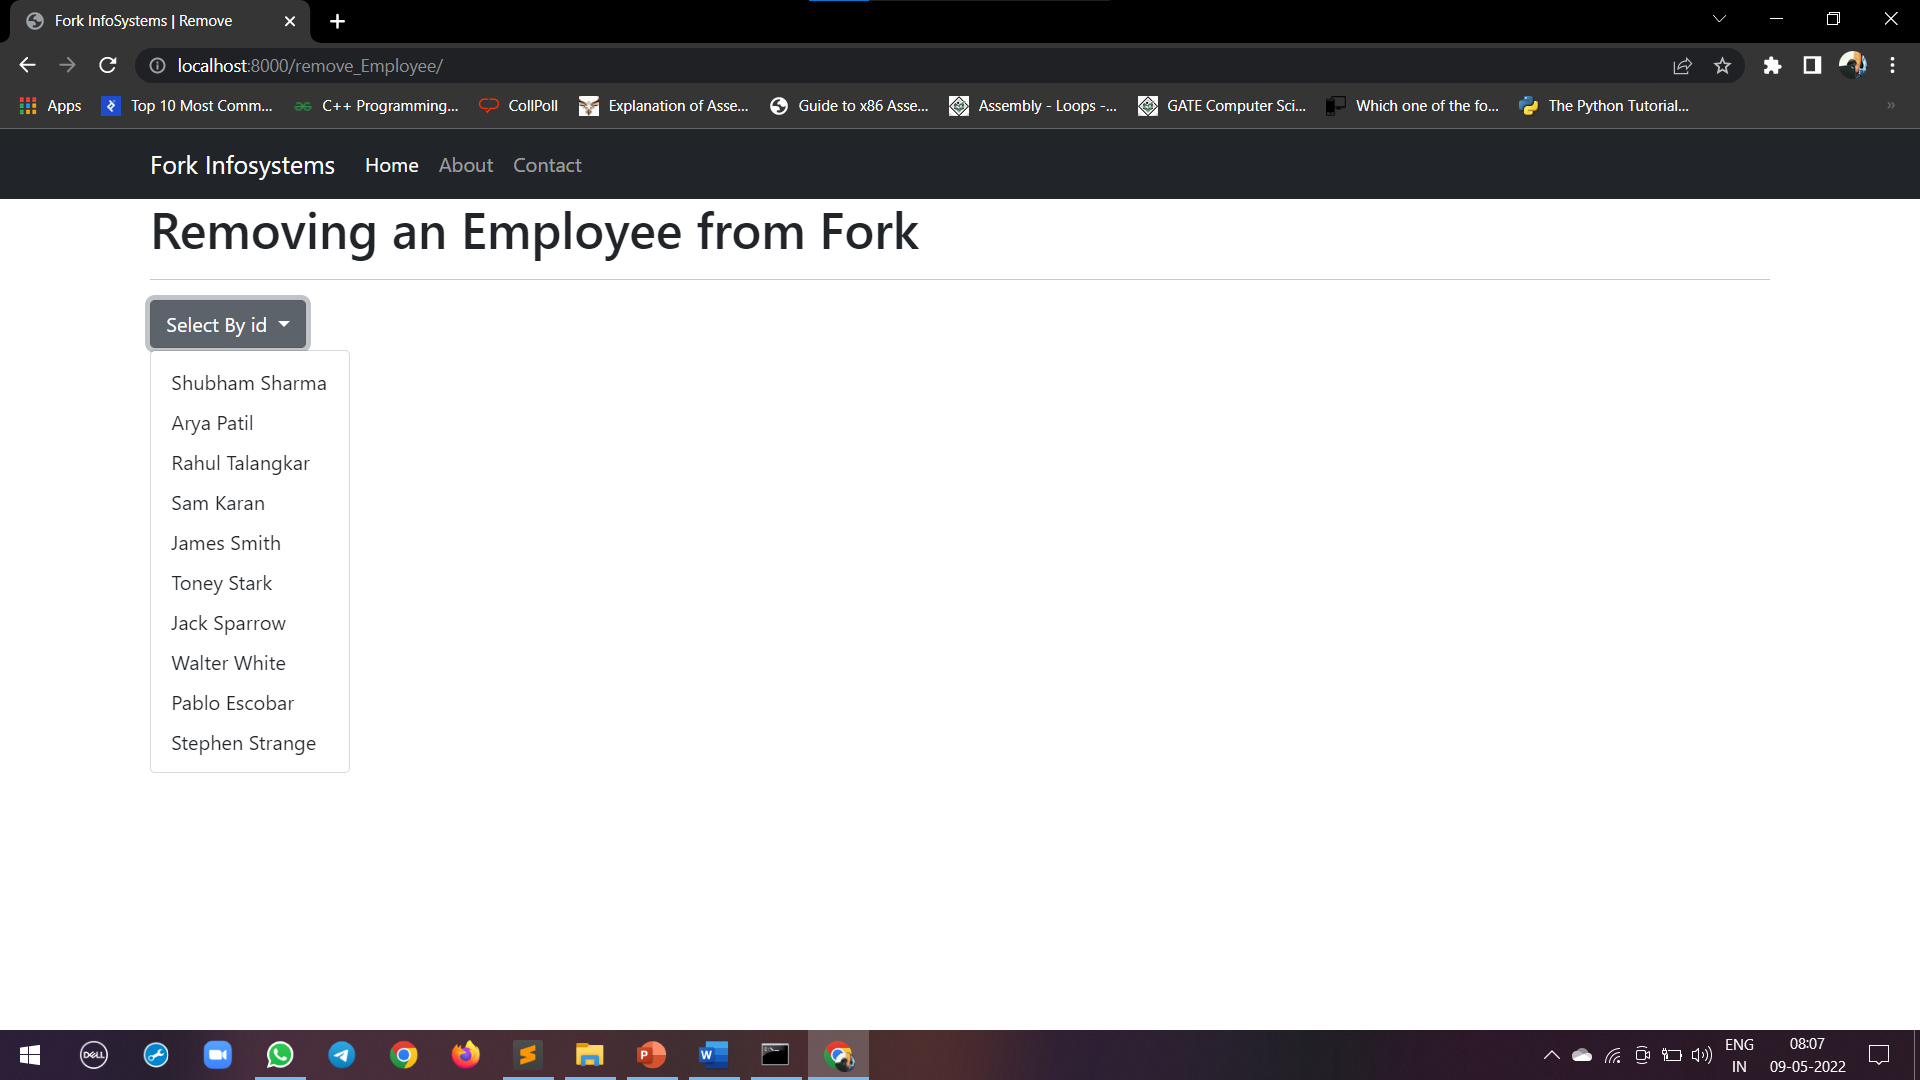 Fork InfoSystems | Remove
localhost:8000/remove_Employee/
Apps Top 10 Most Comm... C++ Programming... CollPoll Explanation of Asse... Guide to x86 Asse... Assembly - Loops -... GATE Computer Sci... Which one of the fo... The Python Tutorial...
Fork Infosystems Home About Contact
Removing an Employee from Fork
Select By id
Shubham Sharma
Arya Patil
Rahul Talangkar
Sam Karan
James Smith
Toney Stark
Jack Sparrow
Walter White
Pablo Escobar
Stephen Strange
ENG 08:07
IN 09-05-2022